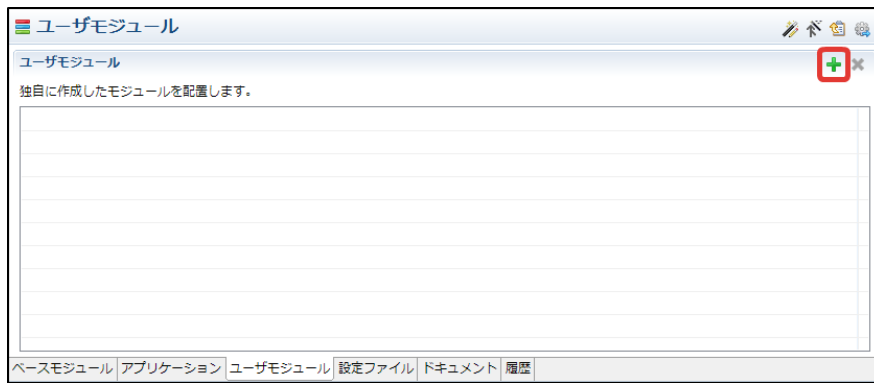 ユーザモジュール
ユーザモジュール
独自に作成したモジュールを配置します。
ベースモジュール アプリケーション ユーザモジュール 設定ファイル ドキュメント 履歴